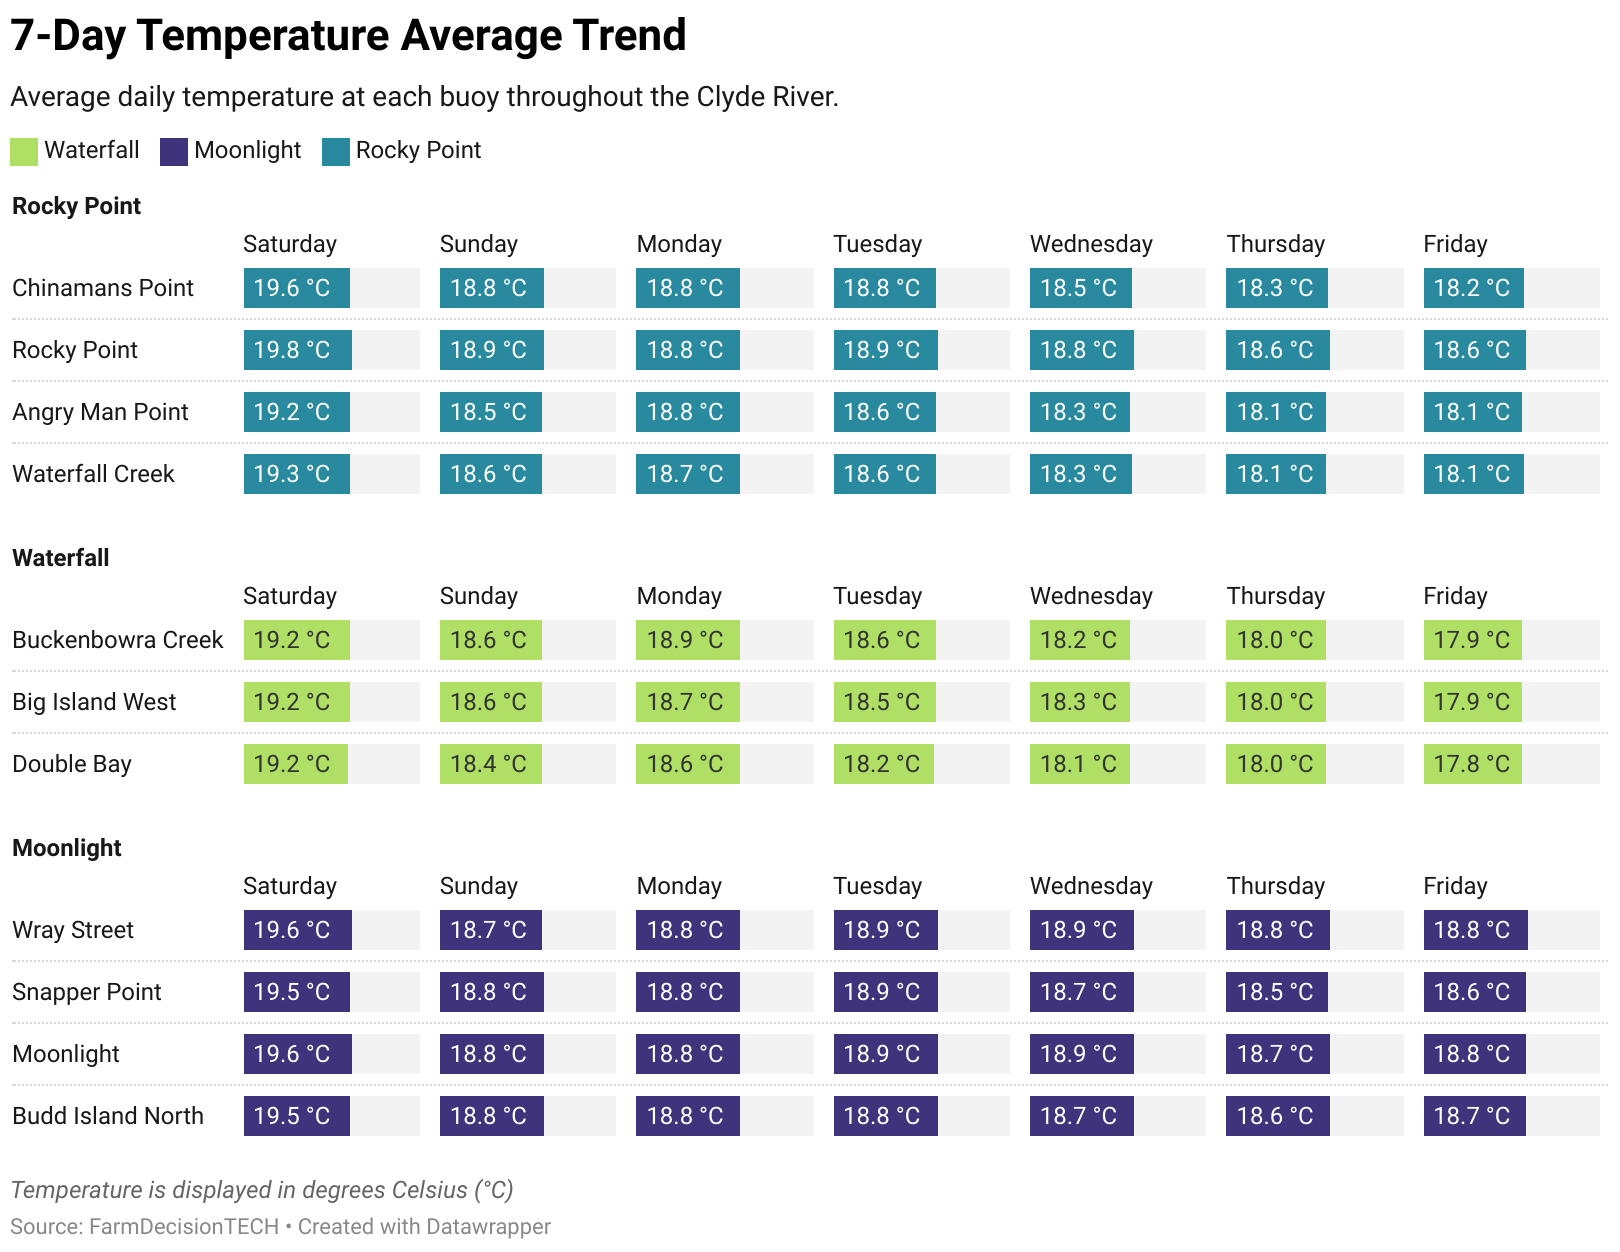 7-Day Temperature Average Trend
Average daily temperature at each buoy throughout the Clyde River.
Waterfall Moonlight Rocky Point
Rocky Point
Saturday Sunday Monday Tuesday Wednesday Thursday Friday
Chinamans Point 19.6 °C 18.8 °C 18.8 °C 18.8 °C 18.5 °C 18.3 °C 18.2 °C
Rocky Point 19.8 °C 18.9 °C 18.8 °C 18.9 °C 18.8 °C 18.6 °C 18.6 °C
Angry Man Point 19.2 °C 18.5 °C 18.8 °C 18.6 °C 18.3 °C 18.1 °C 18.1 °C
Waterfall Creek 19.3 °C 18.6 °C 18.7 °C 18.6 °C 18.3 °C 18.1 °C 18.1 °C
Waterfall
Saturday Sunday Monday Tuesday Wednesday Thursday Friday
Buckenbowra Creek 19.2 °C 18.6 °C 18.9 °C 18.6 °C 18.2 °C 18.0 °C 17.9 °C
Big Island West 19.2 °C 18.6 °C 18.7 °C 18.5 °C 18.3 °C 18.0 °C 17.9 °C
Double Bay 19.2 °C 18.4 °C 18.6 °C 18.2 °C 18.1 °C 18.0 °C 17.8 °C
Moonlight
Saturday Sunday Monday Tuesday Wednesday Thursday Friday
Wray Street 19.6 °C 18.7 °C 18.8 °C 18.9 °C 18.9 °C 18.8 °C 18.8 °C
Snapper Point 19.5 °C 18.8 °C 18.8 °C 18.9 °C 18.7 °C 18.5 °C 18.6 °C
Moonlight 19.6 °C 18.8 °C 18.8 °C 18.9 °C 18.9 °C 18.7 °C 18.8 °C
Budd Island North 19.5 °C 18.8 °C 18.8 °C 18.8 °C 18.7 °C 18.6 °C 18.7 °C
Temperature is displayed in degrees Celsius (°C)
Source: FarmDecisionTECH • Created with Datawrapper